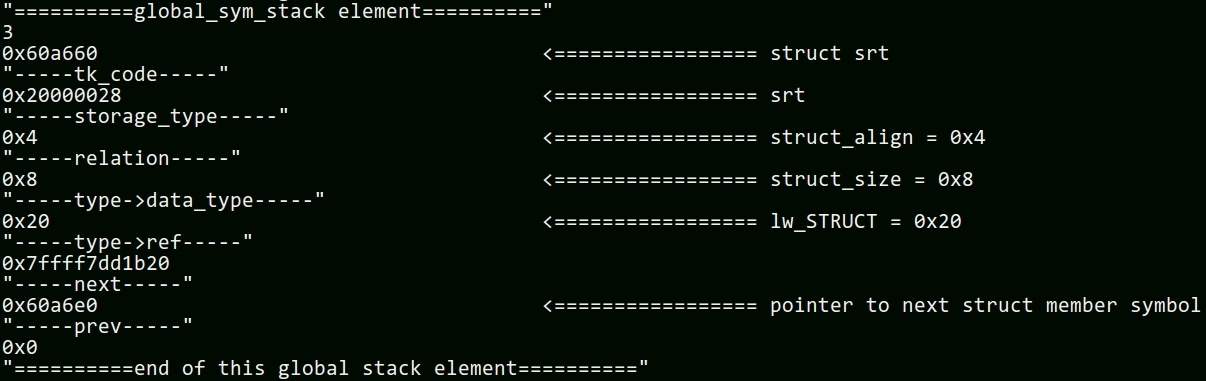 "==========global_sym_stack element=========="
3
0x60a660 <================= struct srt
"-----tk_code-----"
0x20000028 <================= srt
"-----storage_type-----"
0x4 <================= struct_align = 0x4
"-----relation-----"
0x8 <================= struct_size = 0x8
"-----type->data_type-----"
0x20 <================= lw_STRUCT = 0x20
"-----type->ref-----"
0x7ffff7dd1b20
"-----next-----"
0x60a6e0 <================= pointer to next struct member symbol
"-----prev-----"
0x0
"==========end of this global stack element=========="